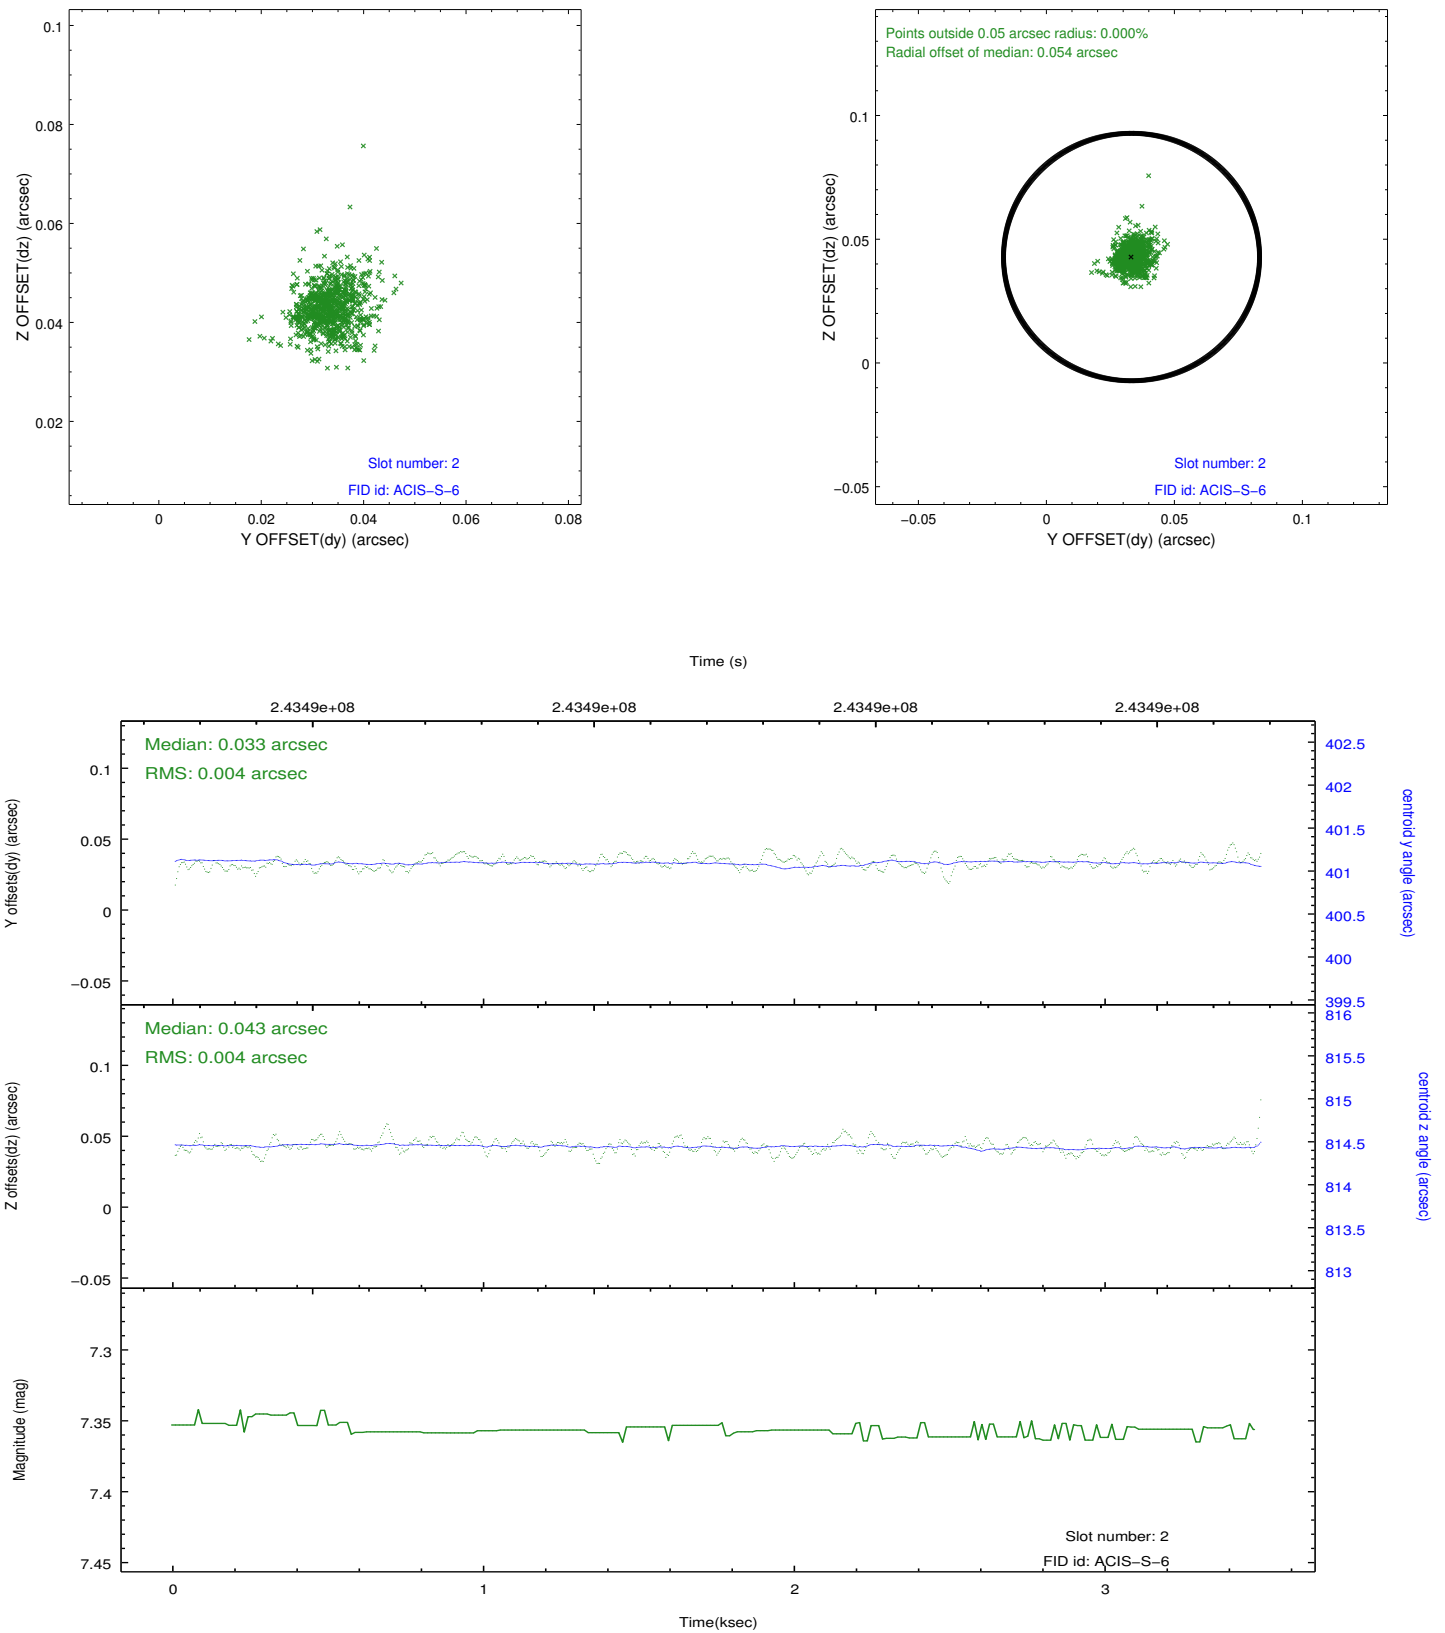 0.1
0.08
0.06
0.04
0.02
Z OFFSET(dz) (arcsec)
Slot number: 2
FID id: ACIS−S−6
0 0.02 0.04 0.06 0.08
Y OFFSET(dy) (arcsec)
Points outside 0.05 arcsec radius: 0.000%
Radial offset of median: 0.054 arcsec
0.1
0.05
0
−0.05
Z OFFSET(dz) (arcsec)
Slot number: 2
FID id: ACIS−S−6
−0.05 0 0.05 0.1
Y OFFSET(dy) (arcsec)
Time (s)
2.4349e+08 2.4349e+08 2.4349e+08 2.4349e+08
Median: 0.033 arcsec
RMS: 0.004 arcsec
0.1
0.05
0
−0.05
Y offsets(dy) (arcsec)
402.5
402
401.5
401
400.5
400
399.5
centroid y angle (arcsec)
Median: 0.043 arcsec
RMS: 0.004 arcsec
0.1
0.05
0
−0.05
Z offsets(dz) (arcsec)
816
815.5
815
814.5
814
813.5
813
centroid z angle (arcsec)
7.3
7.35
7.4
7.45
Magnitude (mag)
Slot number: 2
FID id: ACIS−S−6
0 1 2 3
Time(ksec)